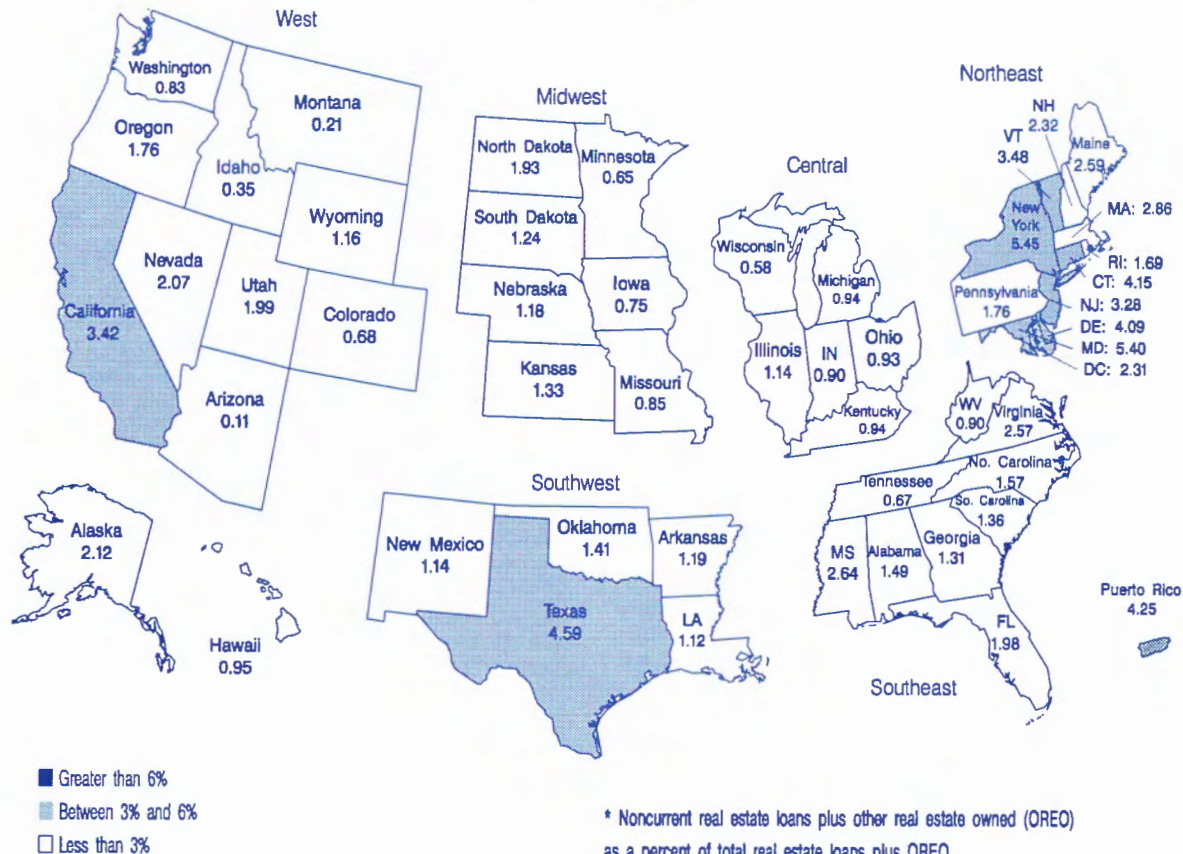 West
Washington
0.83
Montana
0.21
Oregon
1.76
Idaho
0.35
Wyoming
1.16
Nevada
2.07
Utah
1.99
Colorado
0.68
California
3.42
Arizona
0.11
Alaska
2.12
Hawaii
0.95
Midwest
North Dakota
1.93
Minnesota
0.65
South Dakota
1.24
Nebraska
1.18
Iowa
0.75
Kansas
1.33
Missouri
0.85
Central
Wisconsin
0.58
Michigan
0.94
Illinois
1.14
IN
0.90
Ohio
0.93
Kentucky
0.94
Northeast
NH
2.32
VT
3.48
Maine
2.59
New
York
5.45
MA: 2.86
RI: 1.69
CT: 4.15
Pennsylvania
1.76
NJ: 3.28
DE: 4.09
MD: 5.40
DC: 2.31
Southwest
New Mexico
1.14
Oklahoma
1.41
Arkansas
1.19
Texas
4.59
LA
1.12
WV
0.90
Virginia
2.57
No. Carolina
1.57
Tennessee
0.67
So. Carolina
1.36
MS
2.64
Alabama
1.49
Georgia
1.31
FL
1.98
Southeast
Puerto Rico
4.25
Greater than 6%
Between 3% and 6%
Less than 3%
* Noncurrent real estate loans plus other real estate owned (OREO)
as a percent of total real estate loans plus OREO